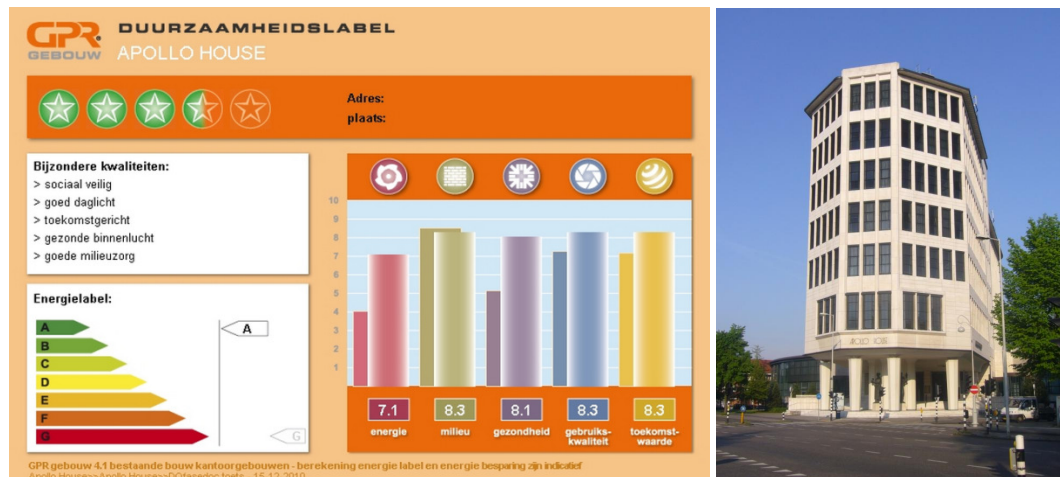 GPR
GEBOUW
DUURZAAMHEIDSLABEL
APOLLO HOUSE
Adres:
plaats:
Bijzondere kwaliteiten:
> sociaal veilig
> goed daglicht
> toekomstgericht
> gezonde binnenlucht
> goede milieuzorg
Energielabel:
A
B
C
D
E
F
G
A
G
10
9
8
7
6
5
4
3
2
1
7.1 8.3 8.1 8.3 8.3
energie milieu gezondheid gebruiks- toekomst-
kwaliteit waarde
GPR gebouw 4.1 bestaande bouw kantoorgebouwen - berekening energie label en energie besparing zijn indicatief
APOLLO HOUSE